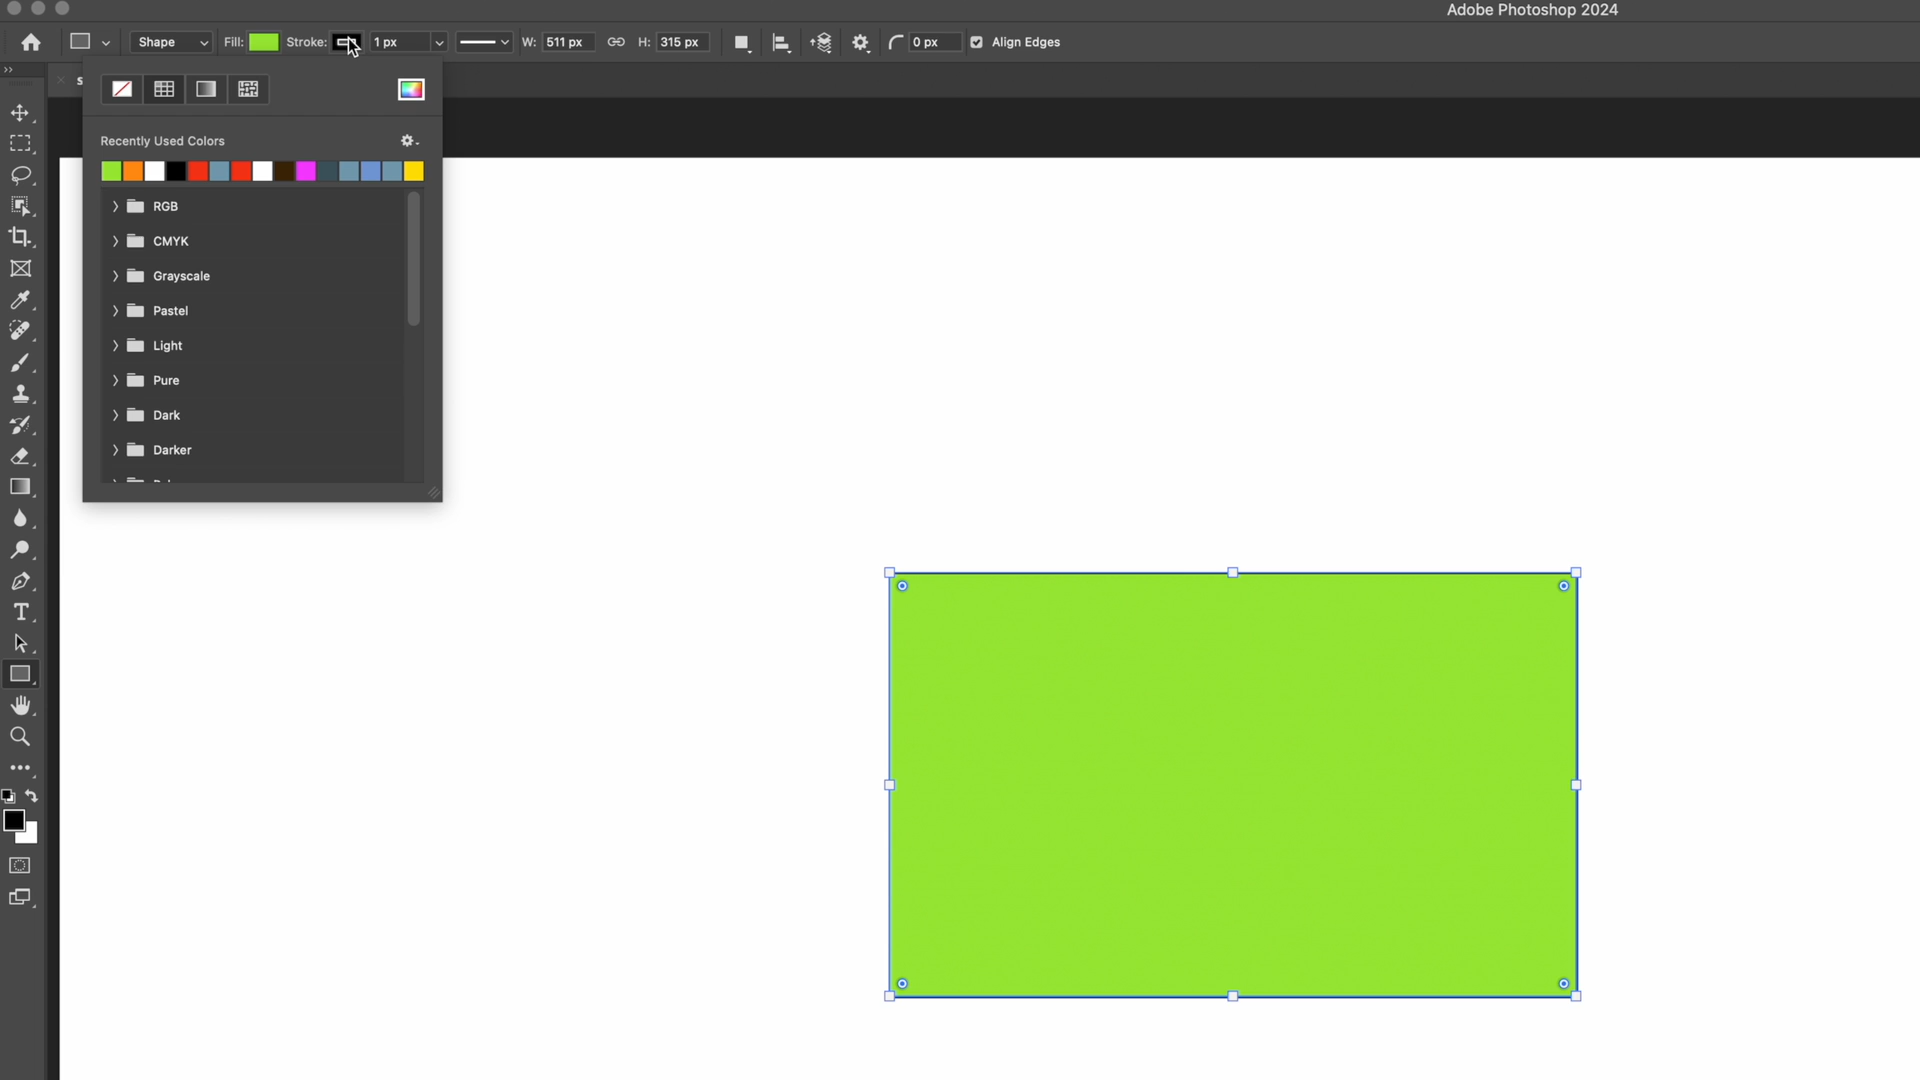 Adobe Photoshop 2024
Shape Fill: Stroke: 1 px W: 511 px H: 315 px 0 px Align Edges
Recently Used Colors
RGB
CMYK
Grayscale
Pastel
Light
Pure
Dark
Darker